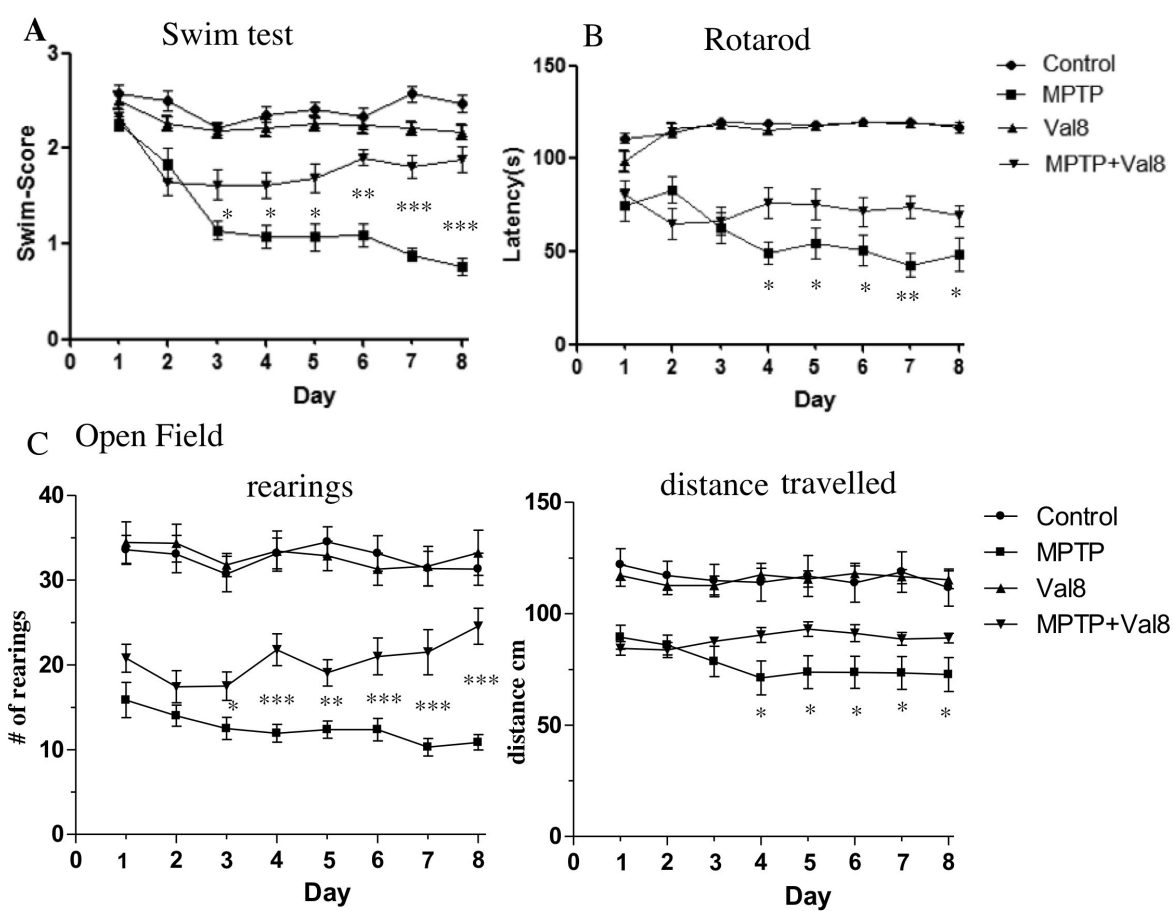 A Swim test
3
2
1
0
Swim-Score
* * * ** *** ***
0 1 2 3 4 5 6 7 8
Day
B Rotarod
150
100
50
0
Latency(s)
* * * ** *
0 1 2 3 4 5 6 7 8
Day
Control
MPTP
Val8
MPTP+Val8
C Open Field
rearings
40
30
20
10
0
# of rearings
* *** ** *** *** ***
0 1 2 3 4 5 6 7 8
Day
distance travelled
150
100
50
0
distance cm
* * * * *
0 1 2 3 4 5 6 7 8
Day
Control
MPTP
Val8
MPTP+Val8